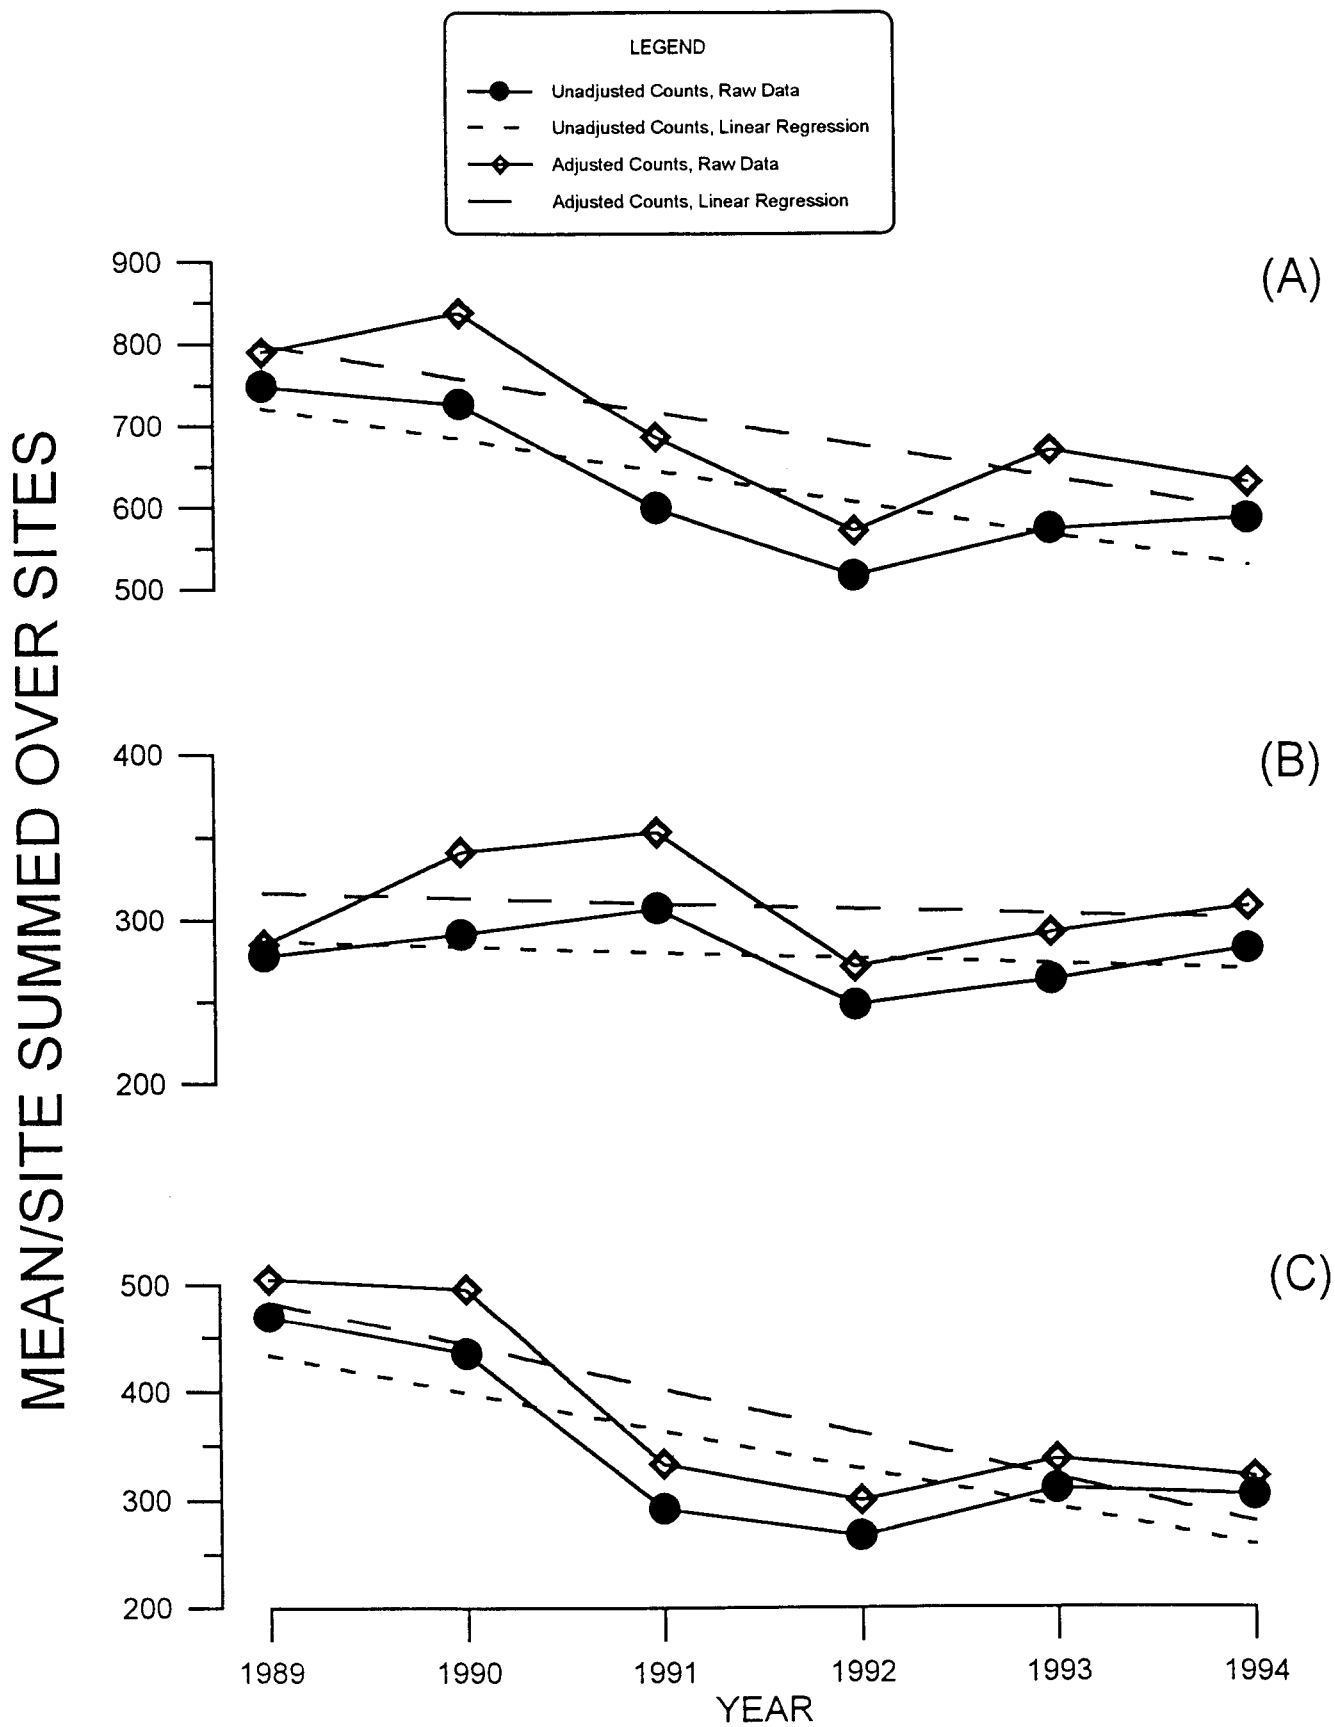 LEGEND
Unadjusted Counts, Raw Data
Unadjusted Counts, Linear Regression
Adjusted Counts, Raw Data
Adjusted Counts, Linear Regression
(A)
900
800
700
600
500
MEAN/SITE SUMMED OVER SITES
(B)
400
300
200
(C)
500
400
300
200
1989 1990 1991 1992 1993 1994
YEAR